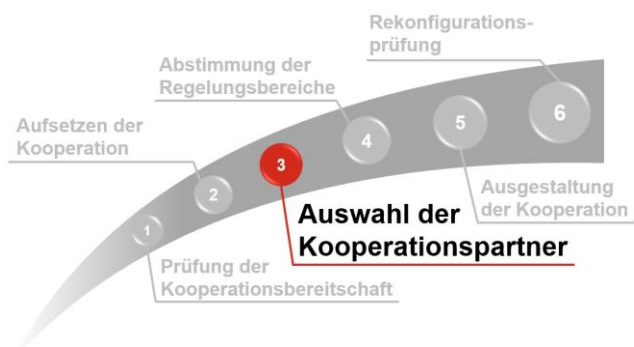 Rekonfigurations-
prüfung
6
Abstimmung der
Regelungsbereiche
5
4
Aufsetzen der
Kooperation
3
Ausgestaltung
der Kooperation
2
Auswahl der
Kooperationspartner
1
Prüfung der
Kooperationsbereitschaft